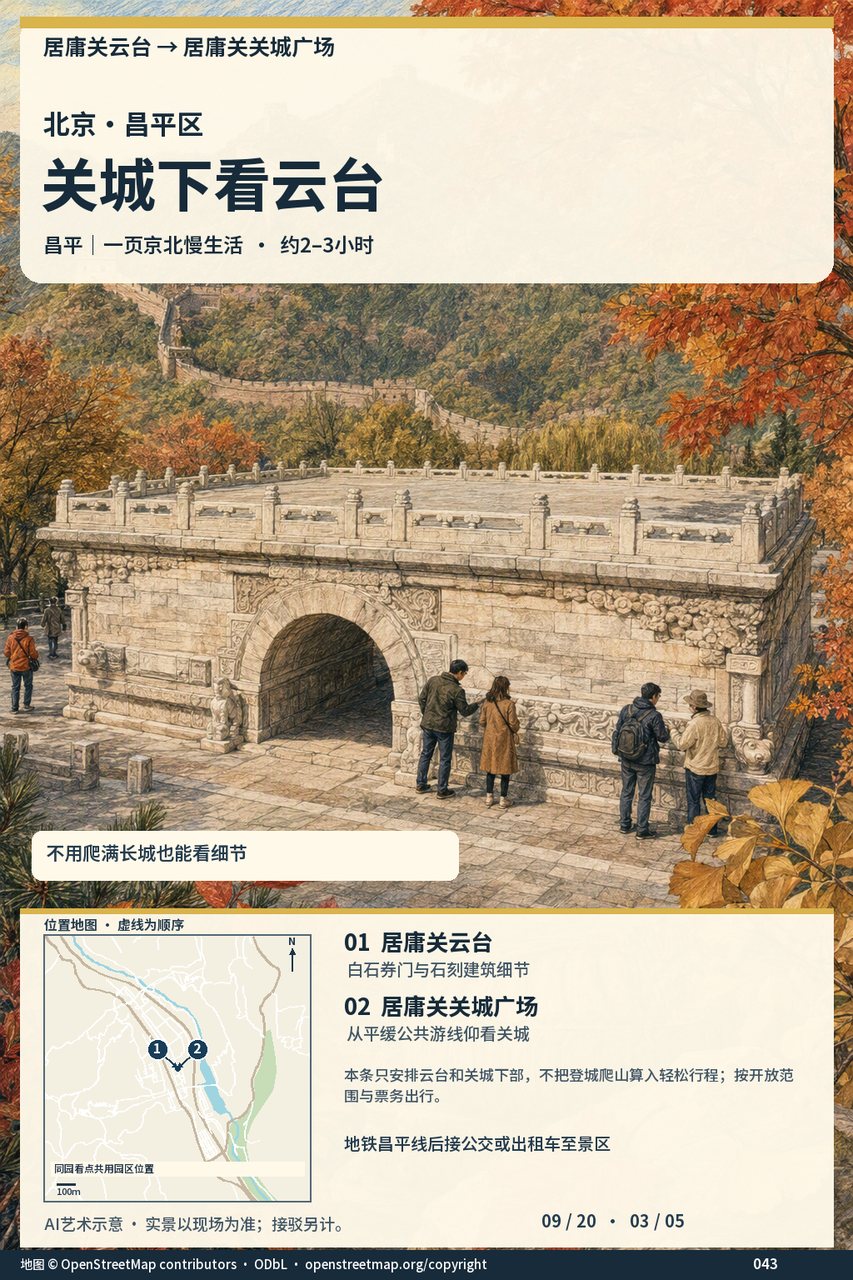 居庸关云台 → 居庸关关城广场
北京·昌平区
关城下看云台
昌平｜一页京北慢生活 · 约2–3小时
不用爬满长城也能看细节
位置地图 · 虚线为顺序
N
1 2
同园看点共用园区位置
100m
01 居庸关云台
白石券门与石刻建筑细节
02 居庸关关城广场
从平缓公共游线仰看关城
本条只安排云台和关城下部，不把登城爬山算入轻松行程；按开放范
围与票务出行。
地铁昌平线后接公交或出租车至景区
AI艺术示意 · 实景以现场为准；接驳另计。
09 / 20 · 03 / 05
地图 © OpenStreetMap contributors · ODbL · openstreetmap.org/copyright
043